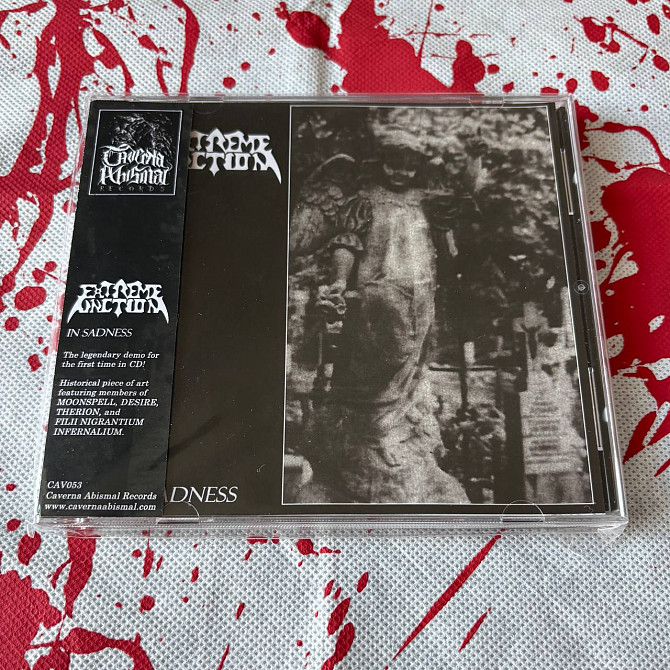 Caverna
Abismal
RECORDS
EXTREME
UNCTION
IN SADNESS
The legendary demo for
the first time in CD!
Historical piece of art
featuring members of
MOONSPELL, DESIRE,
THERION, and
FILII NIGRANTIUM
INFERNALIUM.
CAV053
Caverna Abismal Records
www.cavernaabismal.com
XTREME
NCTION
DNESS